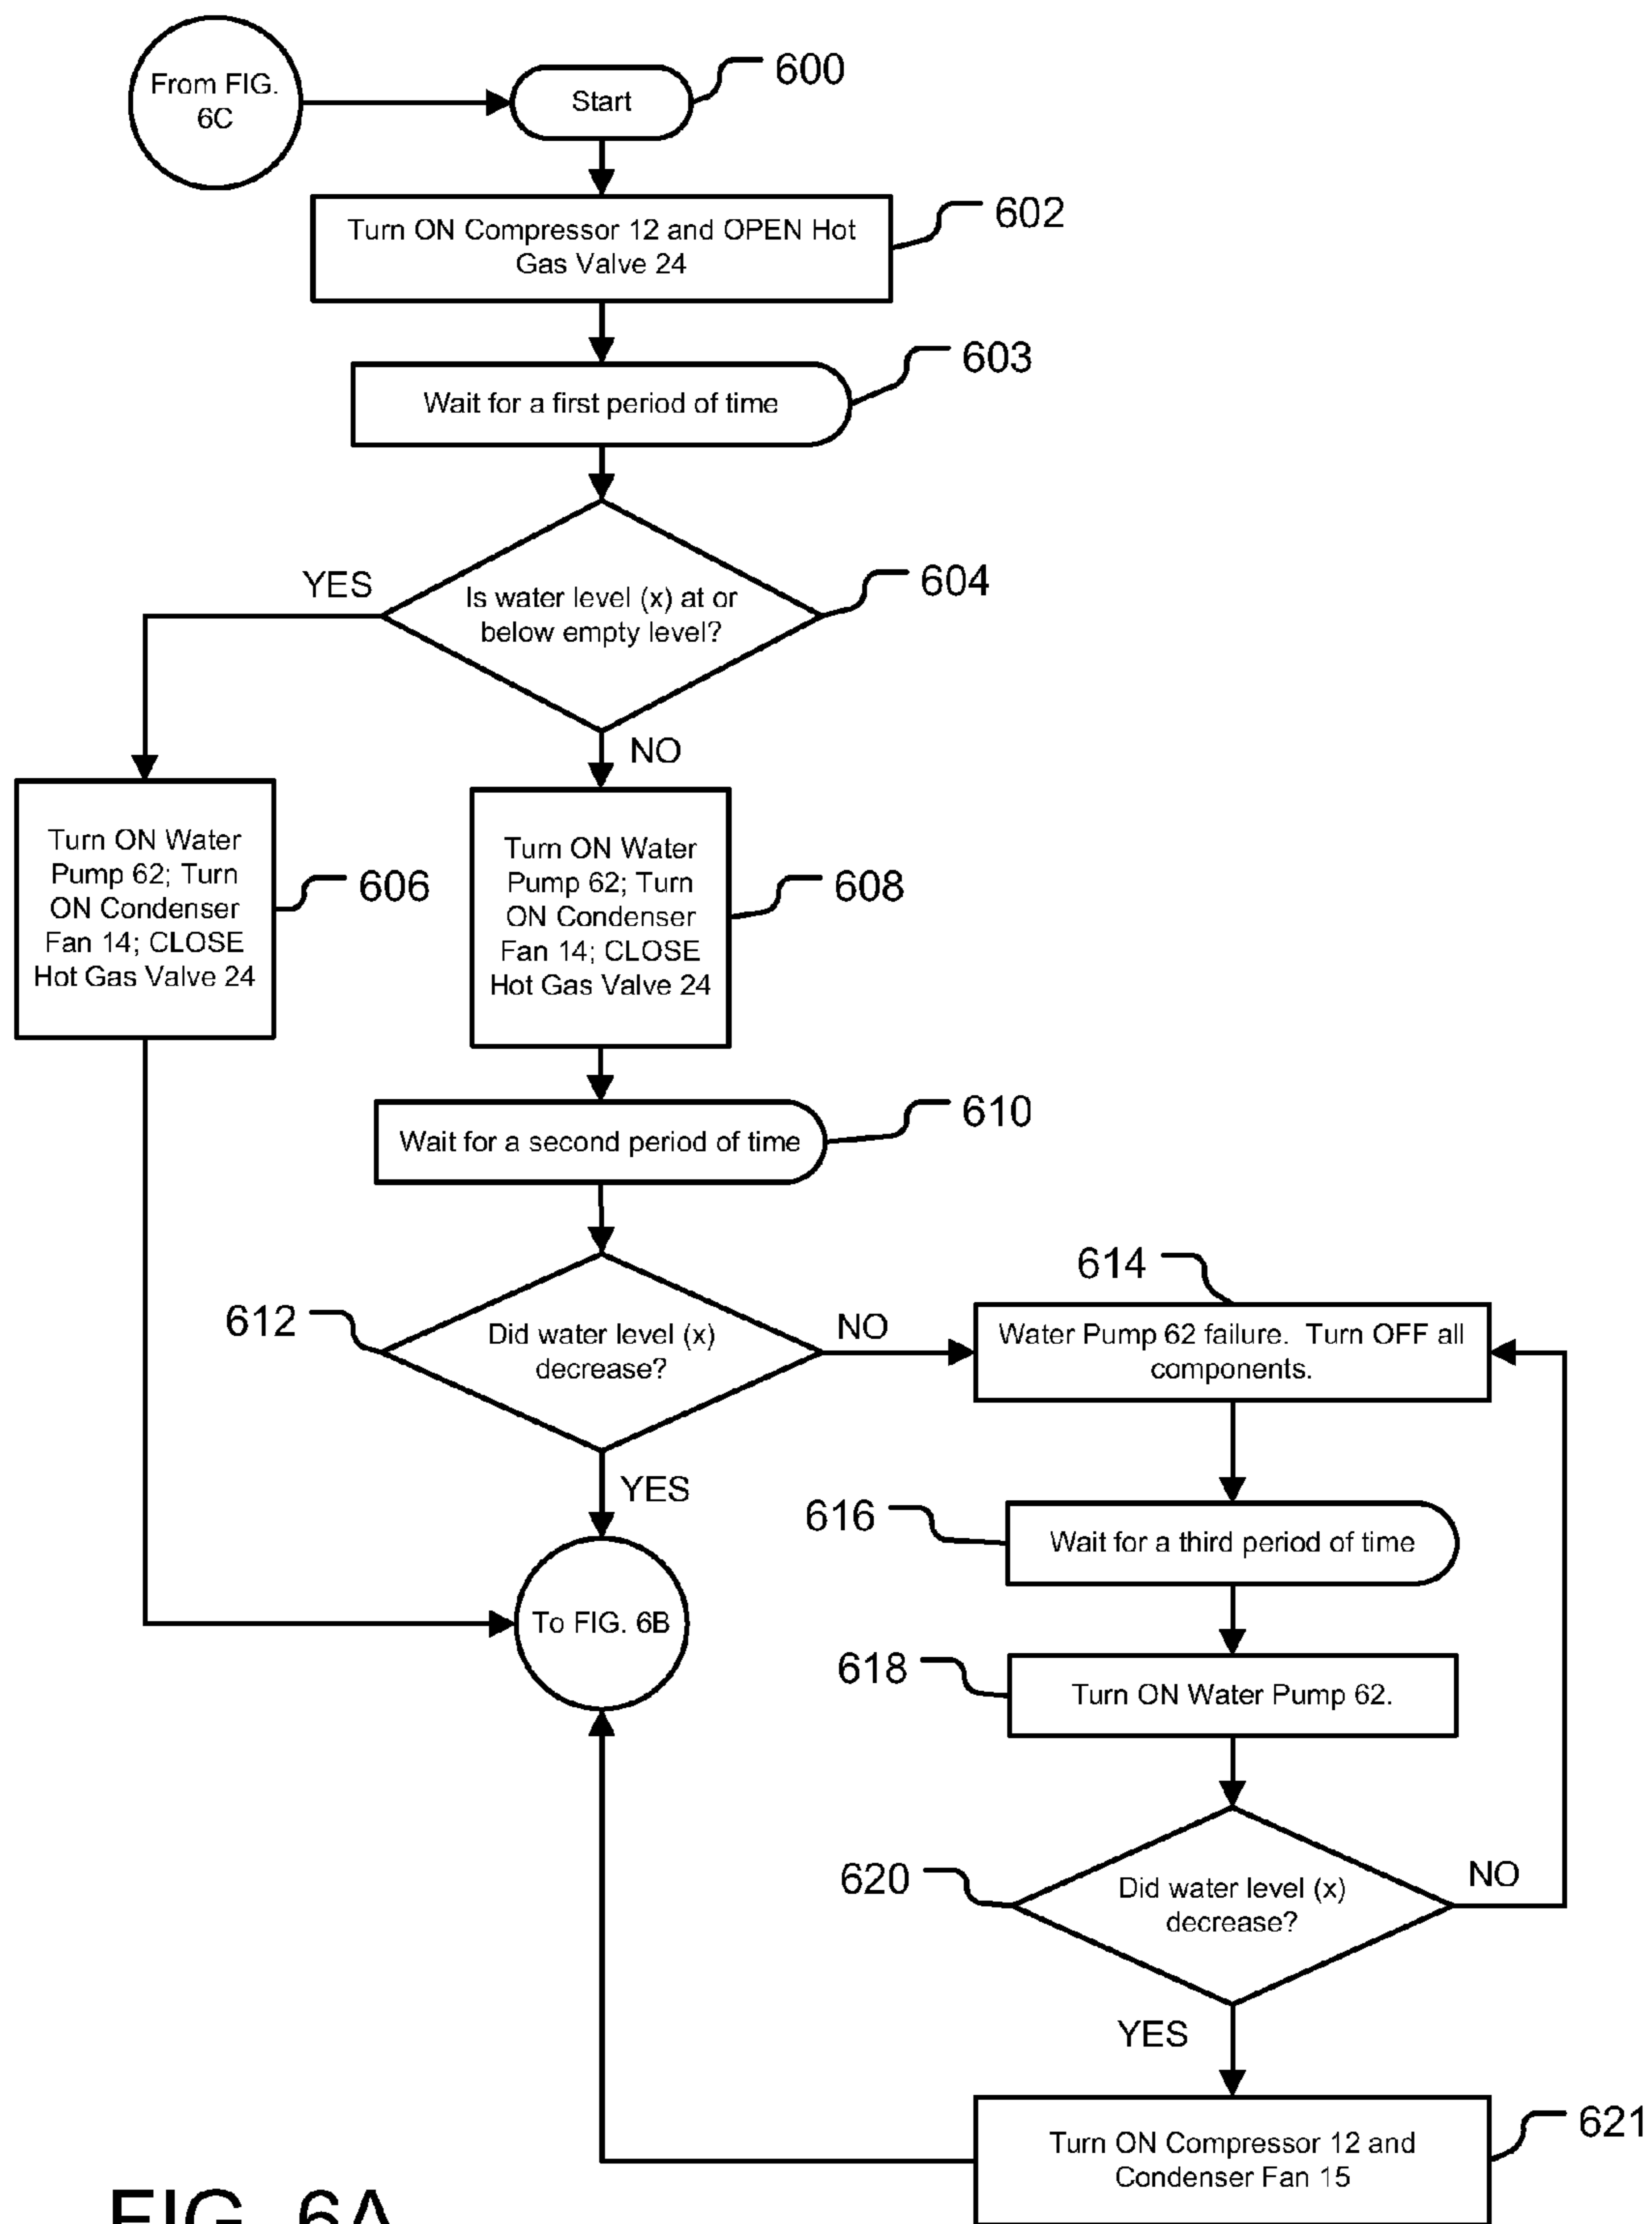 From FIG.
6C
Start
600
Turn ON Compressor 12 and OPEN Hot
Gas Valve 24
602
Wait for a first period of time
603
Is water level (x) at or
below empty level?
604
YES
NO
Turn ON Water
Pump 62; Turn
ON Condenser
Fan 14; CLOSE
Hot Gas Valve 24
606
Turn ON Water
Pump 62; Turn
ON Condenser
Fan 14; CLOSE
Hot Gas Valve 24
608
Wait for a second period of time
610
612
Did water level (x)
decrease?
NO
YES
614
Water Pump 62 failure. Turn OFF all
components.
616
Wait for a third period of time
To FIG. 6B
618
Turn ON Water Pump 62.
620
Did water level (x)
decrease?
NO
YES
Turn ON Compressor 12 and
Condenser Fan 15
621
FIG. 6A